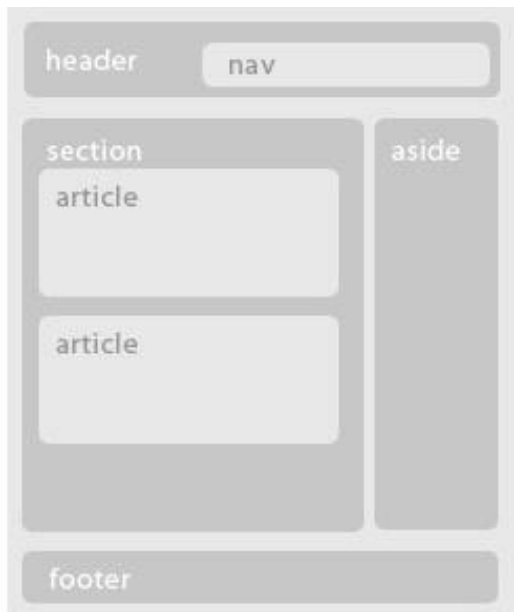 header
nav
section
aside
article
article
footer